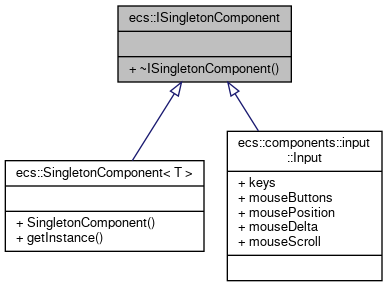 ecs::ISingletonComponent
+ ~ISingletonComponent()
ecs::SingletonComponent< T >
+ SingletonComponent()
+ getInstance()
ecs::components::input
::Input
+ keys
+ mouseButtons
+ mousePosition
+ mouseDelta
+ mouseScroll